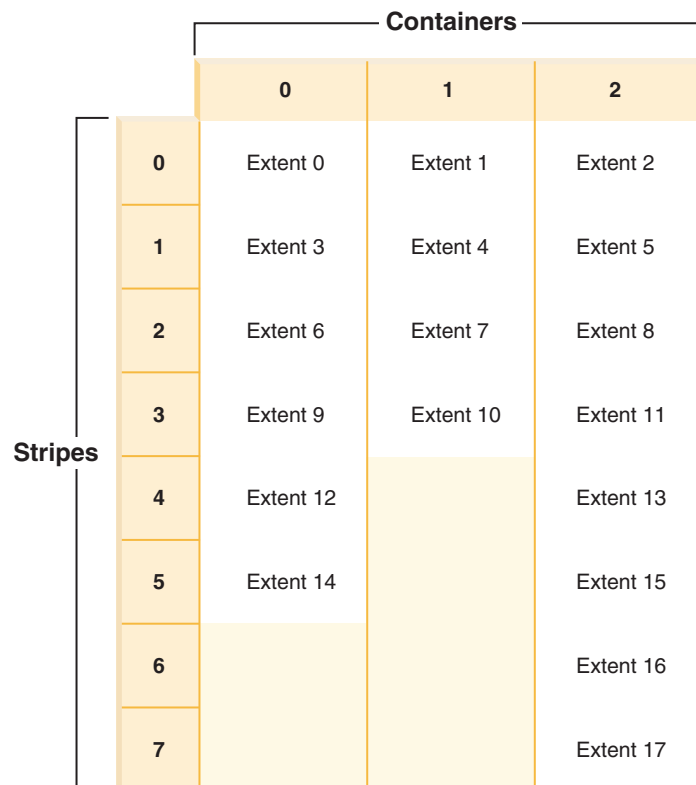 Containers
0 1 2
0 Extent 0 Extent 1 Extent 2
1 Extent 3 Extent 4 Extent 5
2 Extent 6 Extent 7 Extent 8
3 Extent 9 Extent 10 Extent 11
Stripes
4 Extent 12 Extent 13
5 Extent 14 Extent 15
6 Extent 16
7 Extent 17